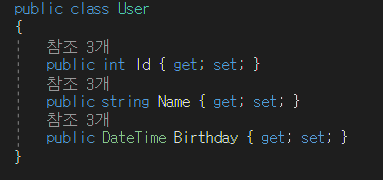 public class User
{
참조 3개
public int Id { get; set; }
참조 3개
public string Name { get; set; }
참조 3개
public DateTime Birthday { get; set; }
}